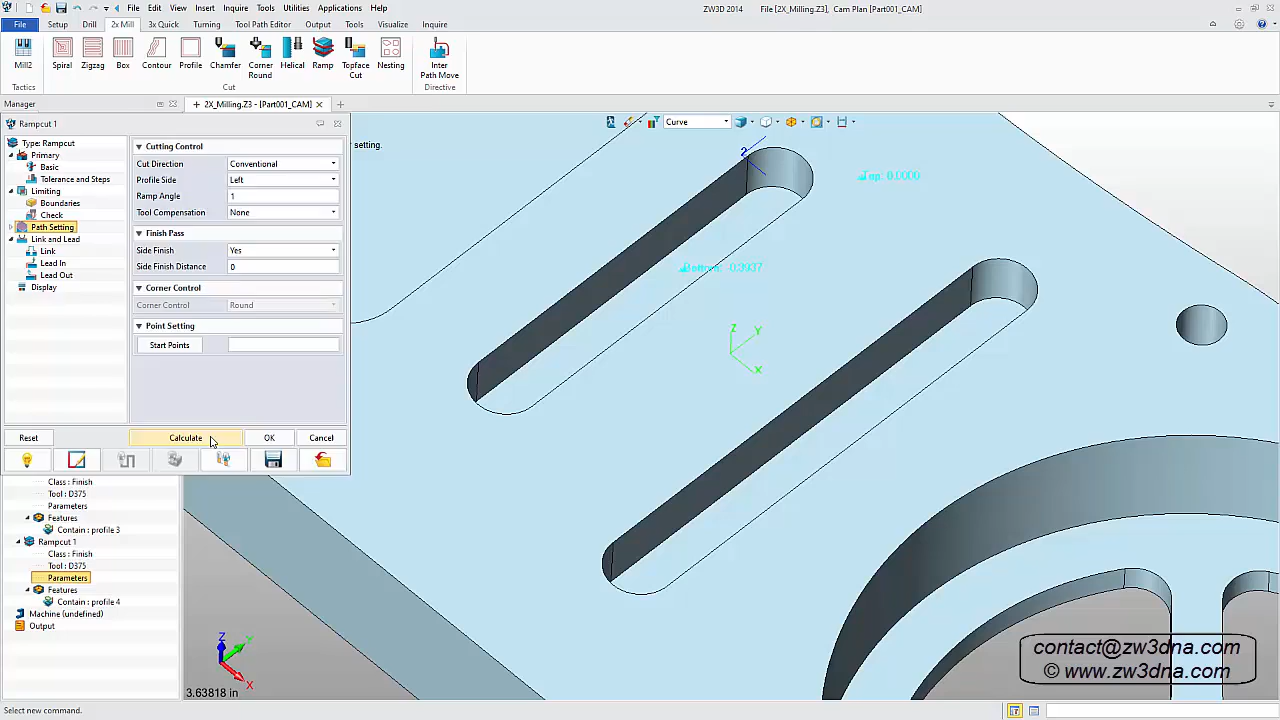 File Edit View Insert Inquire Tools Utilities Applications Help
ZW3D 2014 File [2X_Milling.Z3], Cam Plan [Part001_CAM]
File Setup Drill 2x Mill 3x Quick Turning Tool Path Editor Output Tools Visualize Inquire
Mill2 Spiral Zigzag Box Contour Profile Chamfer Corner Round Helical Ramp Topface Cut Nesting Inter Path Move
Tactics Cut Directive
Manager
2X_Milling.Z3 - [Part001_CAM]
Rampcut 1
Curve
setting.
Type: Rampcut
Primary
Basic
Tolerance and Steps
Limiting
Boundaries
Check
Path Setting
Link and Lead
Link
Lead In
Lead Out
Display
Cutting Control
Cut Direction Conventional
Profile Side Left
Ramp Angle 1
Tool Compensation None
Finish Pass
Side Finish Yes
Side Finish Distance 0
Corner Control
Corner Control Round
Point Setting
Start Points
Reset Calculate OK Cancel
Class : Finish
Tool : D375
Parameters
Features
Contain : profile 3
Rampcut 1
Class : Finish
Tool : D375
Parameters
Features
Contain : profile 4
Machine (undefined)
Output
2
Top: 0.0000
Bottom: -0.3937
Z
Y
X
Z
Y
X
3.63818 in
contact@zw3dna.com
© www.zw3dna.com
Select new command.